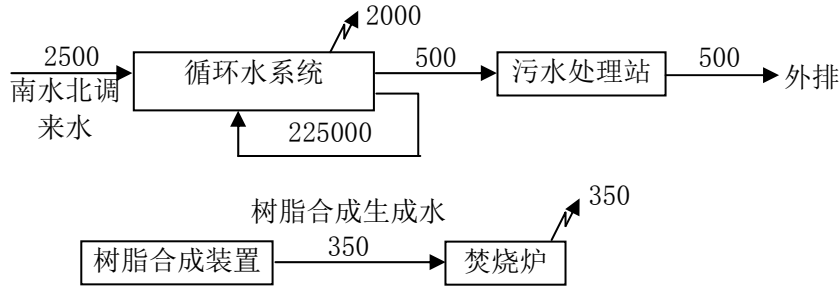 2000
2500
循环水系统
500
污水处理站
500
外排
南水北调
来水
225000
树脂合成生成水
350
350
树脂合成装置
焚烧炉